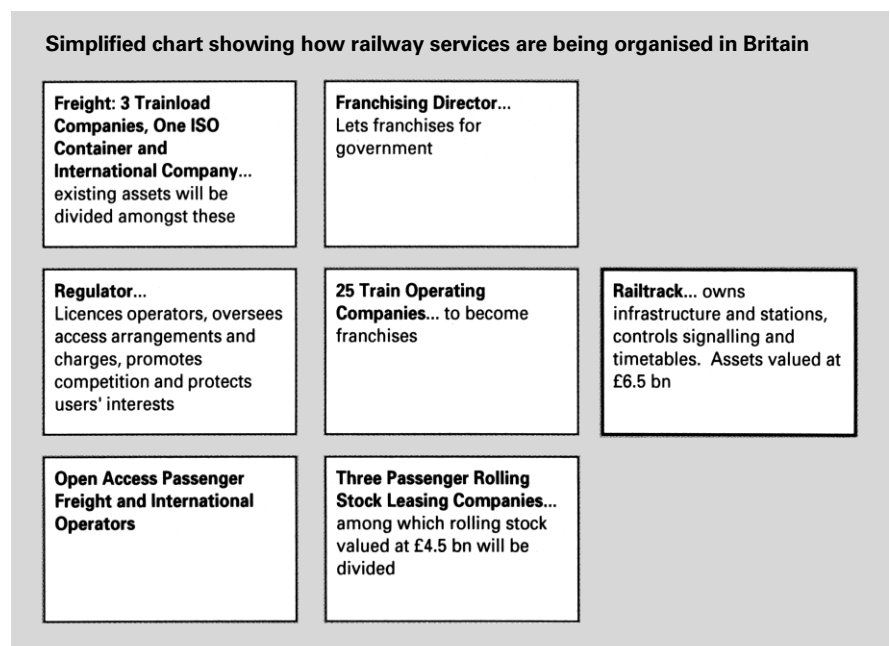 Simplified chart showing how railway services are being organised in Britain
Freight: 3 Trainload
Companies, One ISO
Container and
International Company...
existing assets will be
divided amongst these
Franchising Director...
Lets franchises for
government
Regulator...
Licences operators, oversees
access arrangements and
charges, promotes
competition and protects
users' interests
25 Train Operating
Companies... to become
franchises
Railtrack... owns
infrastructure and stations,
controls signalling and
timetables. Assets valued at
£6.5 bn
Open Access Passenger
Freight and International
Operators
Three Passenger Rolling
Stock Leasing Companies...
among which rolling stock
valued at £4.5 bn will be
divided